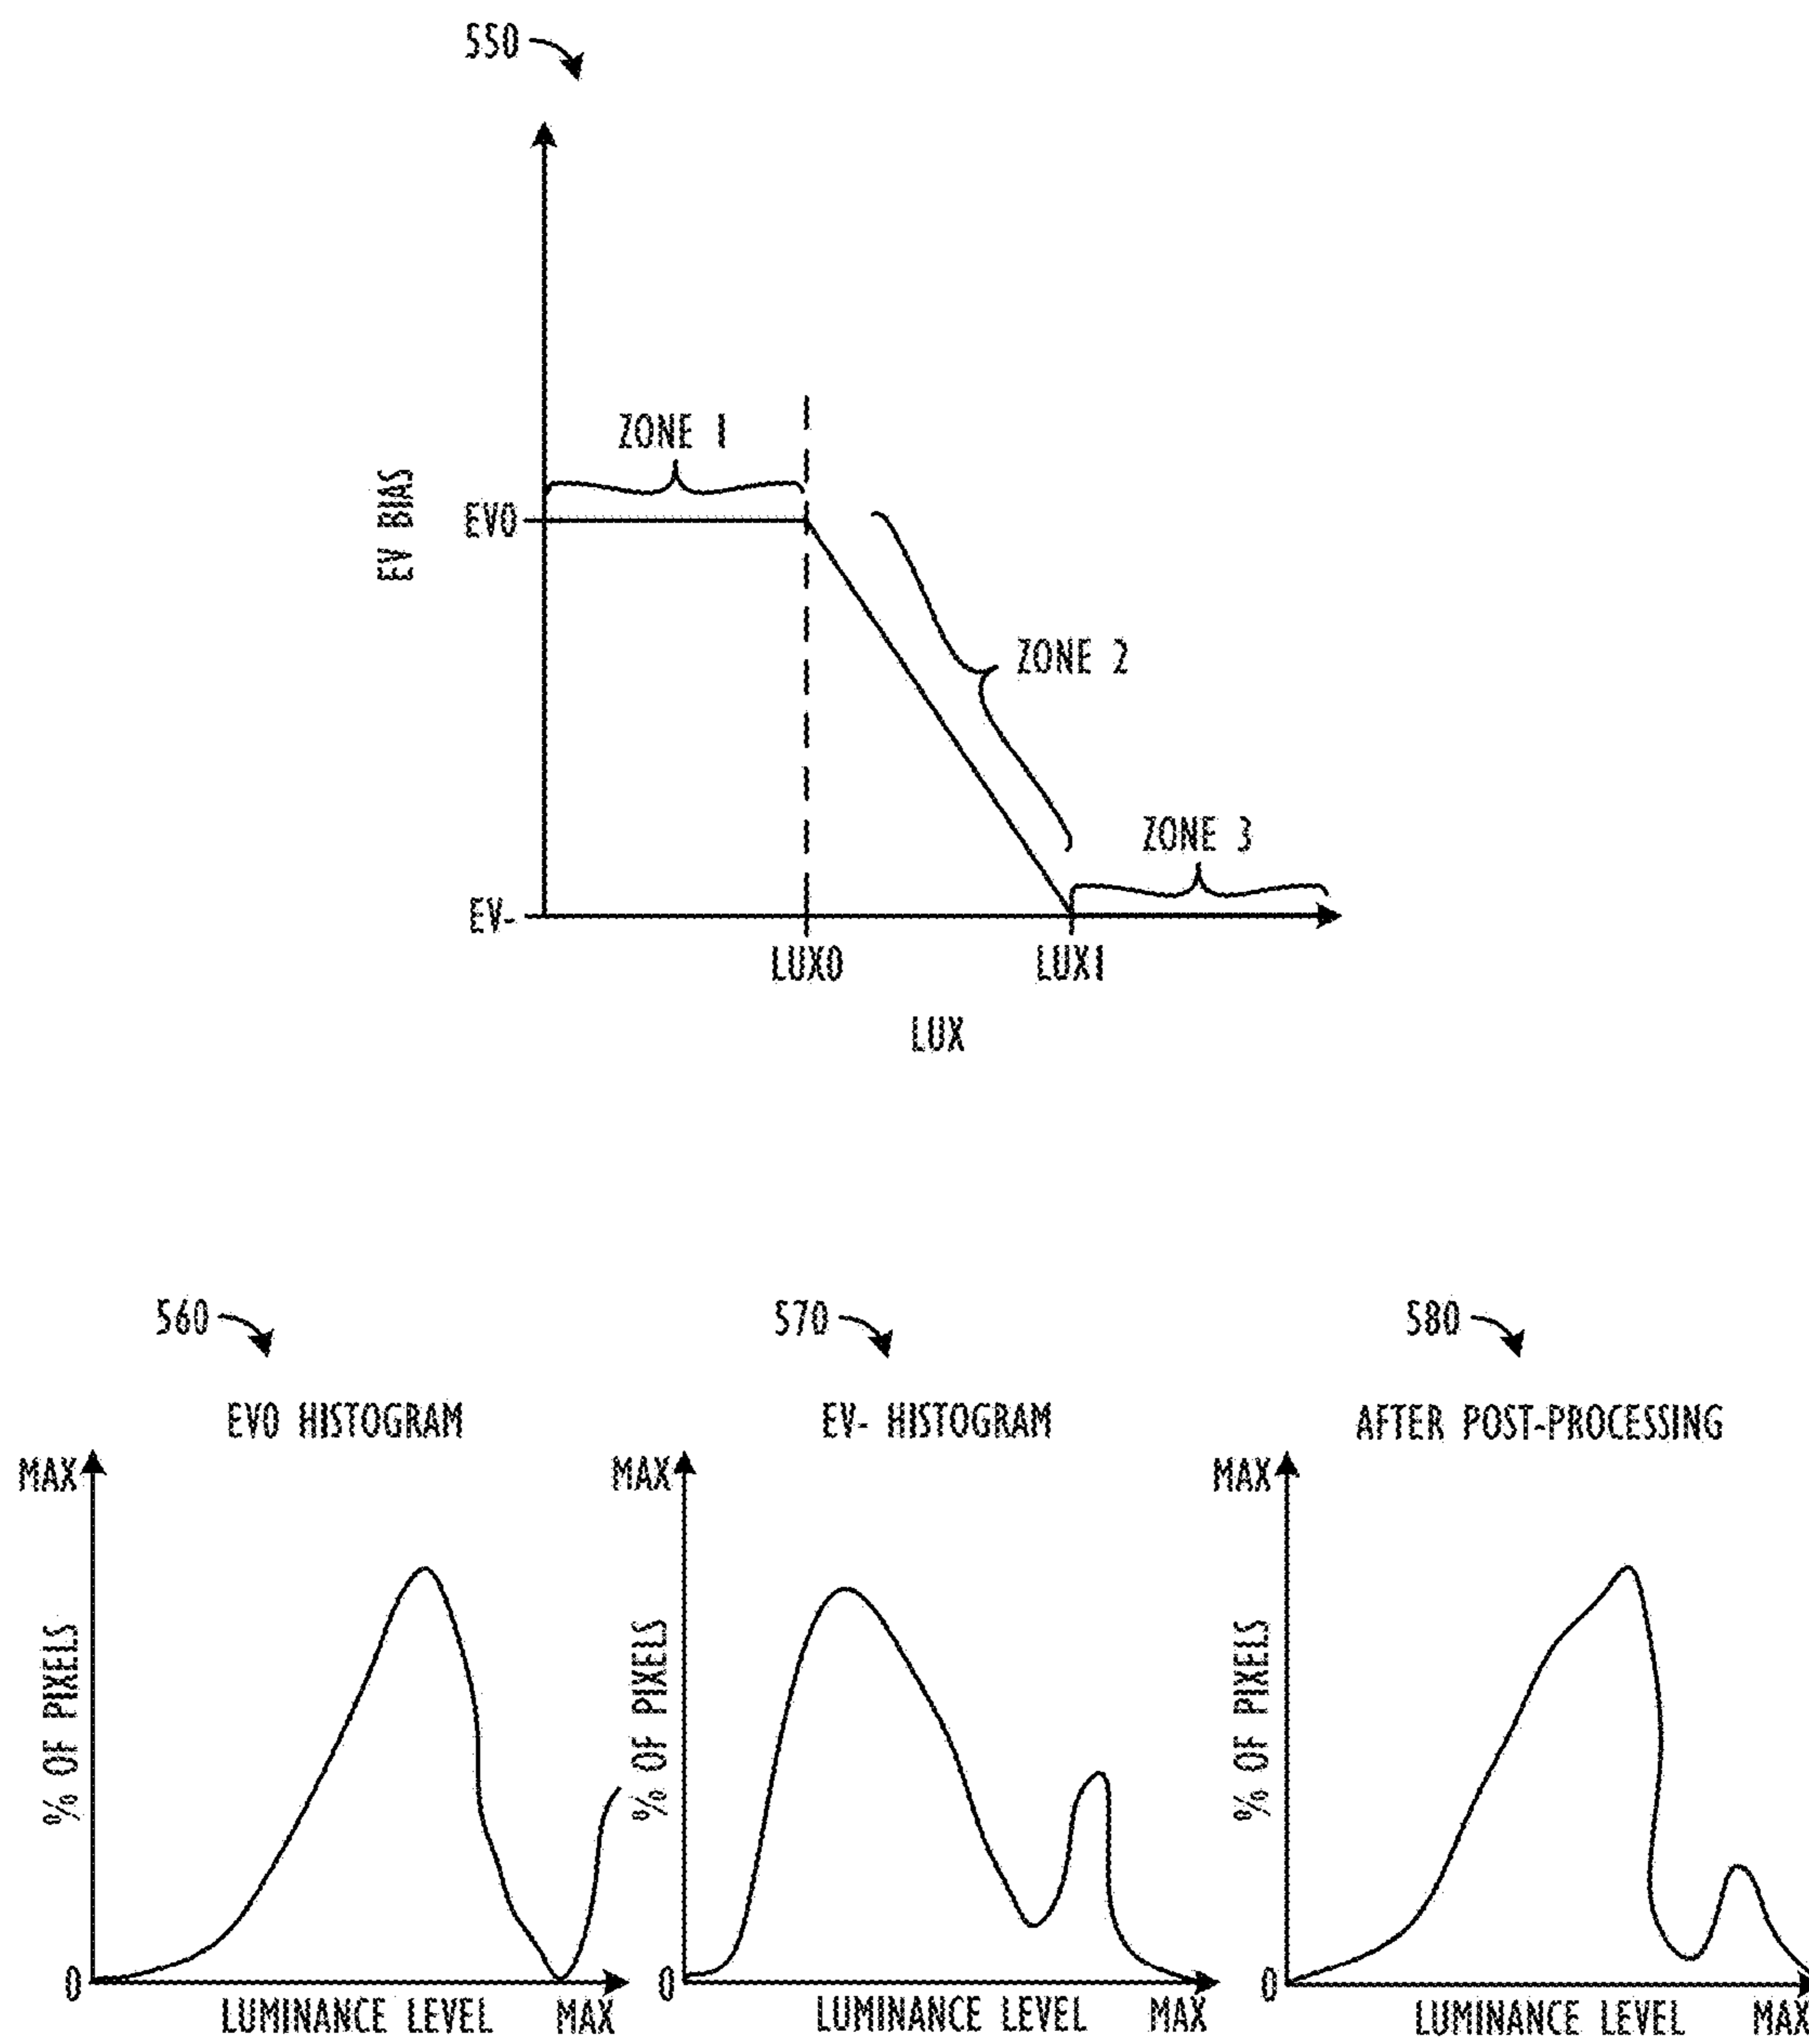 550
ZONE 1
EV BIAS
EV0
ZONE 2
ZONE 3
EV-
LUX0
LUX1
LUX
560
570
580
EV0 HISTOGRAM
EV- HISTOGRAM
AFTER POST-PROCESSING
MAX
MAX
MAX
% OF PIXELS
% OF PIXELS
% OF PIXELS
0
0
0
LUMINANCE LEVEL
MAX
LUMINANCE LEVEL
MAX
LUMINANCE LEVEL
MAX